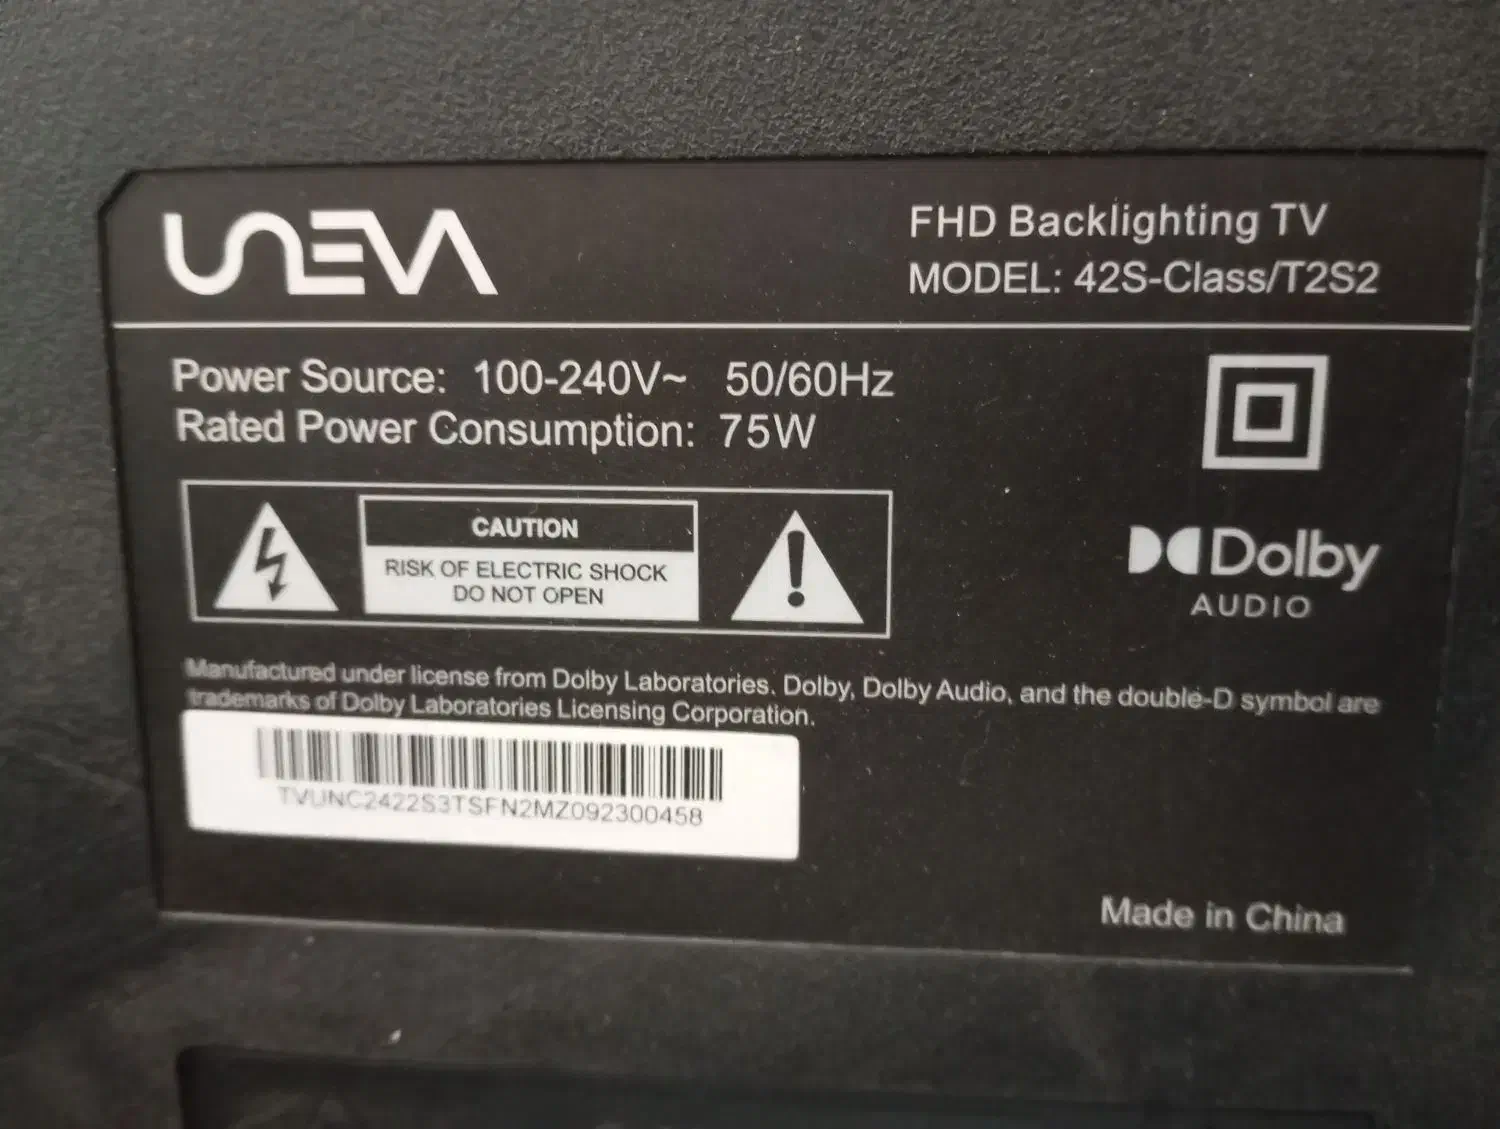 UNEVA
FHD Backlighting TV
MODEL: 42S-Class/T2S2
Power Source: 100-240V~ 50/60Hz
Rated Power Consumption: 75W
CAUTION
RISK OF ELECTRIC SHOCK
DO NOT OPEN
Dolby
AUDIO
Manufactured under license from Dolby Laboratories. Dolby, Dolby Audio, and the double-D symbol are
trademarks of Dolby Laboratories Licensing Corporation.
TVUNC2422S3TSFN2MZ092300458
Made in China